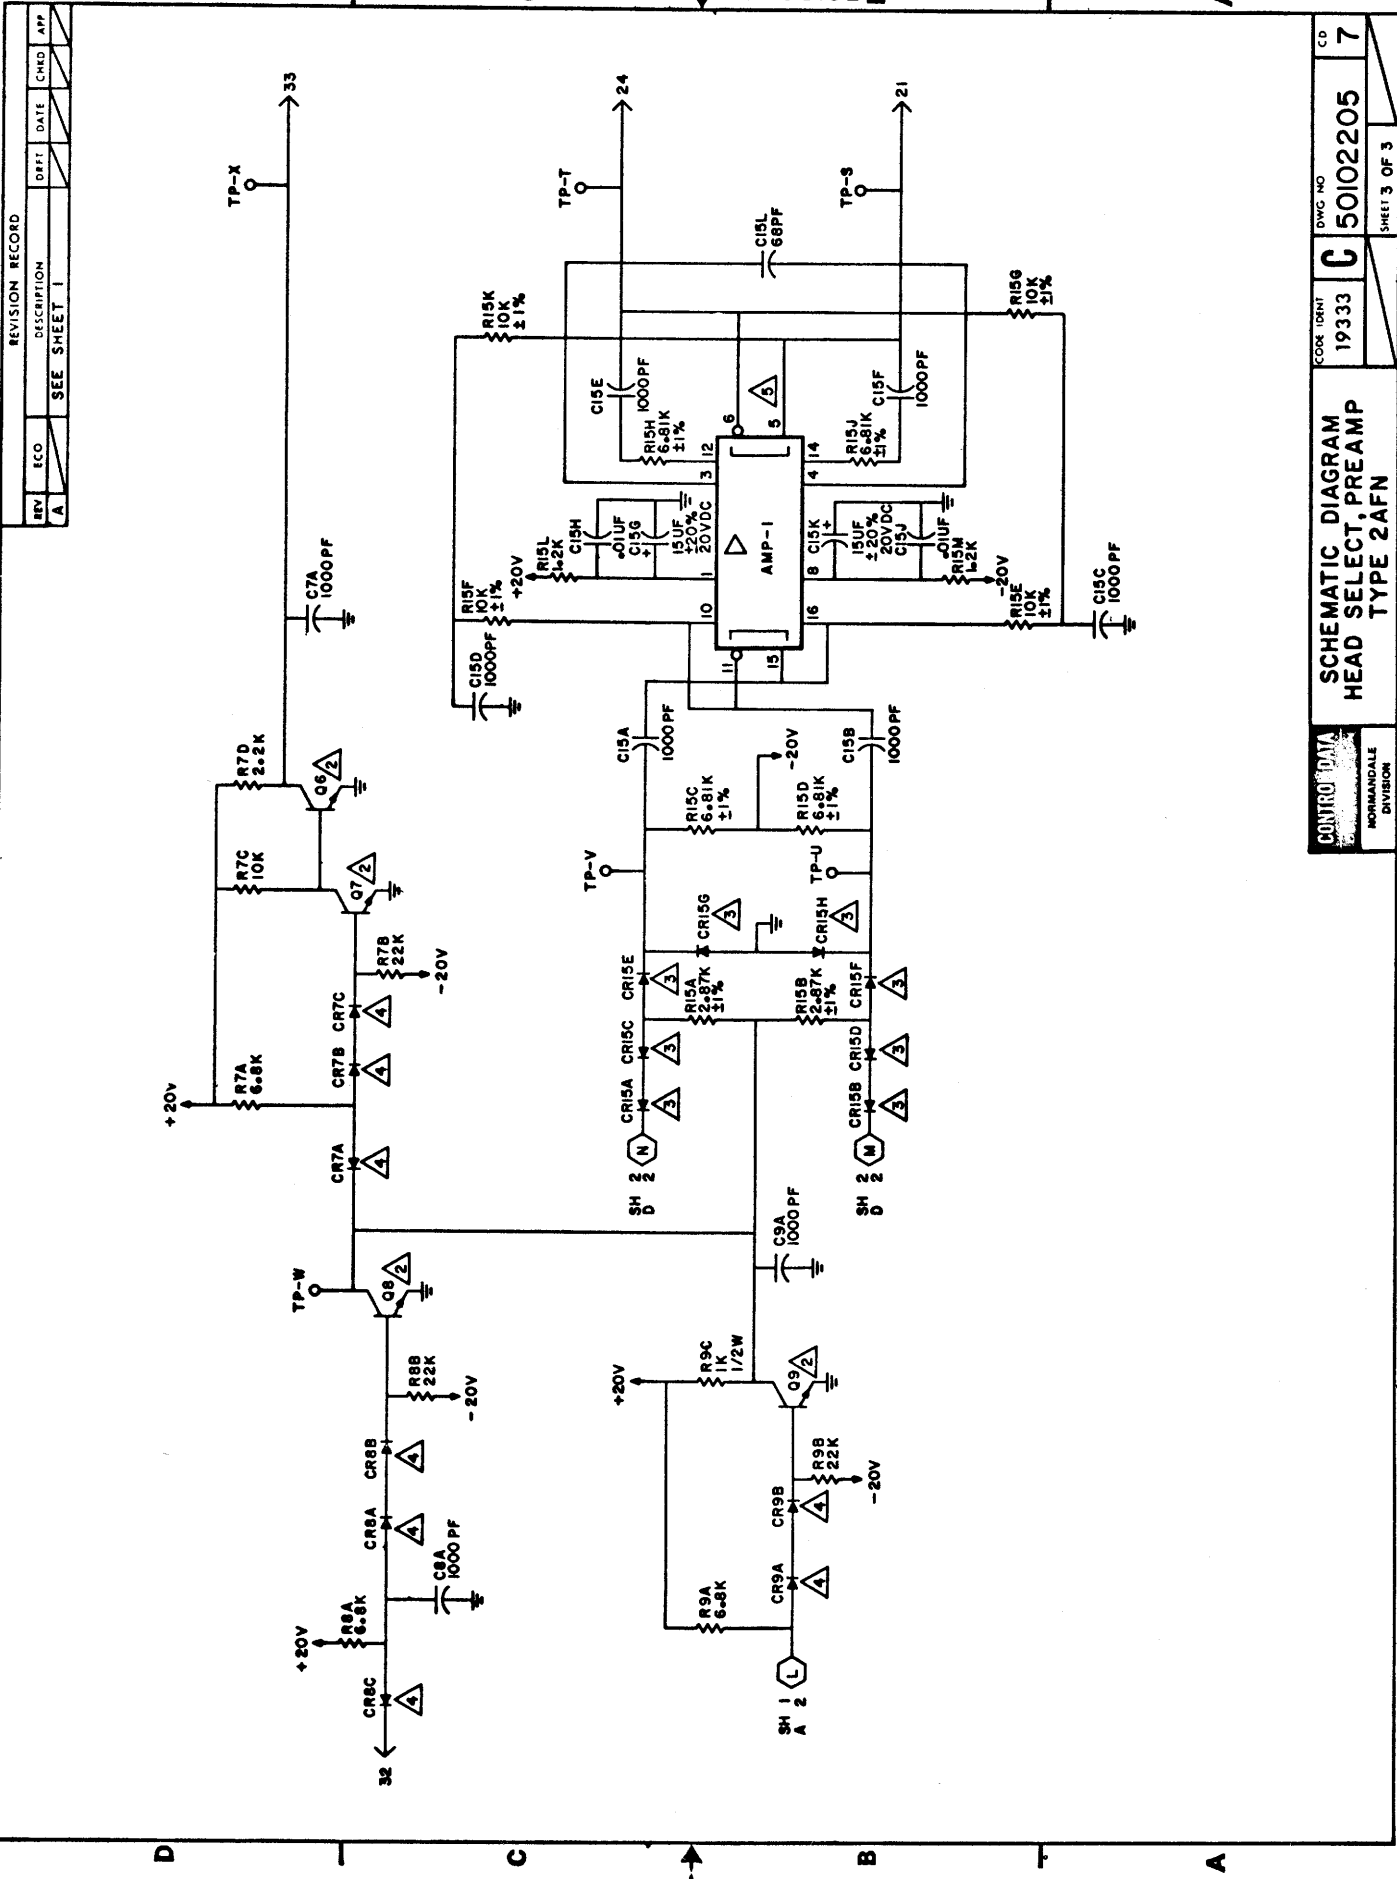 REVISION RECORD
REV ECO DESCRIPTION DRFT DATE CHKD APP
A SEE SHEET 1
33
TP-X
C7A
1000PF
R7D
2.2K
Q6 2
R7C
10K
Q7 2
R7B
22K
-20V
CR7C
4
CR7B
4
R7A
6.8K
+20V
CR7A
4
TP-W
Q8 2
R8B
22K
-20V
CR8B
4
CR8A
4
C8A
1000PF
R8A
6.8K
+20V
CR8C
4
32
24
TP-T
21
TP-S
C15L
68PF
R15K
10K
±1%
R15G
10K
±1%
C15E
1000PF
R15H
6.81K
±1%
C15F
1000PF
R15J
6.81K
±1%
5
6
5
12
14
3
4
1
8
10
16
11
15
AMP-1
C15H
.01UF
C15G
+
15UF
±20%
20VDC
R15L
1.2K
+20V
C15K
+
15UF
±20%
20VDC
C15J
.01UF
R15M
1.2K
-20V
R15F
10K
±1%
R15E
10K
±1%
C15D
1000PF
C15C
1000PF
C15A
1000PF
C15B
1000PF
-20V
R15C
6.81K
±1%
R15D
6.81K
±1%
TP-V
TP-U
CR15G
3
CR15H
3
CR15E
3
CR15F
3
R15A
2.87K
±1%
R15B
2.87K
±1%
CR15C
3
CR15D
3
CR15A
3
CR15B
3
N
SH 2
D 2
M
SH 2
D 2
C9A
1000PF
R9C
1K
1/2W
+20V
Q9 2
R9B
22K
-20V
CR9B
4
CR9A
4
R9A
6.8K
L
SH 1
A 2
D
C
B
A
CONTROL DATA
NORMANDALE
DIVISION
SCHEMATIC DIAGRAM
HEAD SELECT, PREAMP
TYPE 2AFN
CODE IDENT
19333
C
DWG NO
50102205
CD
7
SHEET 3 OF 3